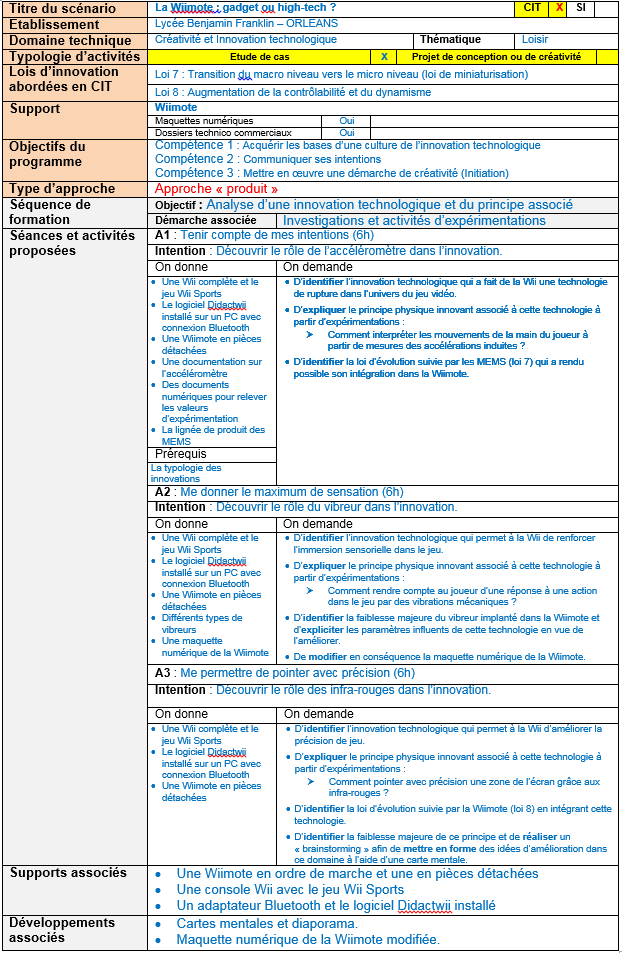 Titre du scénario La Wiimote : gadget ou high-tech ? CIT X SI
Etablissement Lycée Benjamin Franklin – ORLEANS
Domaine technique Créativité et Innovation technologique Thématique Loisir
Typologie d'activités Etude de cas X Projet de conception ou de créativité
Lois d'innovation
abordées en CIT
Loi 7 : Transition du macro niveau vers le micro niveau (loi de miniaturisation)
Loi 8 : Augmentation de la contrôlabilité et du dynamisme
Support Wiimote
Maquettes numériques Oui
Dossiers technico commerciaux Oui
Objectifs du
programme
Compétence 1 : Acquérir les bases d'une culture de l'innovation technologique
Compétence 2 : Communiquer ses intentions
Compétence 3 : Mettre en œuvre une démarche de créativité (Initiation)
Type d'approche Approche « produit »
Séquence de
formation
Objectif : Analyse d'une innovation technologique et du principe associé
Démarche associée Investigations et activités d'expérimentations
Séances et activités
proposées
A1 : Tenir compte de mes intentions (6h)
Intention : Découvrir le rôle de l'accéléromètre dans l'innovation.
On donne On demande
• Une Wii complète et le
jeu Wii Sports
• Le logiciel Didactwii
installé sur un PC avec
connexion Bluetooth
• Une Wiimote en pièces
détachées
• Une documentation sur
l'accéléromètre
• Des documents
numériques pour relever
les valeurs
d'expérimentation
• La lignée de produit des
MEMS
Prérequis
La typologie des
innovations
• D'identifier l'innovation technologique qui a fait de la Wii une technologie
de rupture dans l'univers du jeu vidéo.
• D'expliquer le principe physique innovant associé à cette technologie à
partir d'expérimentations :
➤ Comment interpréter les mouvements de la main du joueur à
partir de mesures des accélérations induites ?
• D'identifier la loi d'évolution suivie par les MEMS (loi 7) qui a rendu
possible son intégration dans la Wiimote.
A2 : Me donner le maximum de sensation (6h)
Intention : Découvrir le rôle du vibreur dans l'innovation.
On donne On demande
• Une Wii complète et le
jeu Wii Sports
• Le logiciel Didactwii
installé sur un PC avec
connexion Bluetooth
• Une Wiimote en pièces
détachées
• Différents types de
vibreurs
• Une maquette
numérique de la Wiimote
• D'identifier l'innovation technologique qui permet à la Wii de renforcer
l'immersion sensorielle dans le jeu.
• D'expliquer le principe physique innovant associé à cette technologie à
partir d'expérimentations :
➤ Comment rendre compte au joueur d'une réponse à une action
dans le jeu par des vibrations mécaniques ?
• D'identifier la faiblesse majeure du vibreur implanté dans la Wiimote et
d'expliciter les paramètres influents de cette technologie en vue de
l'améliorer.
• De modifier en conséquence la maquette numérique de la Wiimote.
A3 : Me permettre de pointer avec précision (6h)
Intention : Découvrir le rôle des infra-rouges dans l'innovation.
On donne On demande
• Une Wii complète et le
jeu Wii Sports
• Le logiciel Didactwii
installé sur un PC avec
connexion Bluetooth
• Une Wiimote en pièces
détachées
• D'identifier l'innovation technologique qui permet à la Wii d'améliorer la
précision de jeu.
• D'expliquer le principe physique innovant associé à cette technologie à
partir d'expérimentations :
➤ Comment pointer avec précision une zone de l'écran grâce aux
infra-rouges ?
• D'identifier la loi d'évolution suivie par la Wiimote (loi 8) en intégrant cette
technologie.
• D'identifier la faiblesse majeure de ce principe et de réaliser un
« brainstorming » afin de mettre en forme des idées d'amélioration dans
ce domaine à l'aide d'une carte mentale.
Supports associés
• Une Wiimote en ordre de marche et une en pièces détachées
• Une console Wii avec le jeu Wii Sports
• Un adaptateur Bluetooth et le logiciel Didactwii installé
Développements
associés
• Cartes mentales et diaporama.
• Maquette numérique de la Wiimote modifiée.